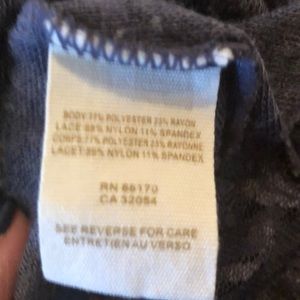 BODY:77% POLYESTER 23% RAYON
LACE:89% NYLON 11% SPANDEX
CORPS:77% POLYESTER 23% RAYONNE
LACET:89% NYLON 11% SPANDEX
RN 66170
CA 32054
SEE REVERSE FOR CARE
ENTRETIEN AU VERSO